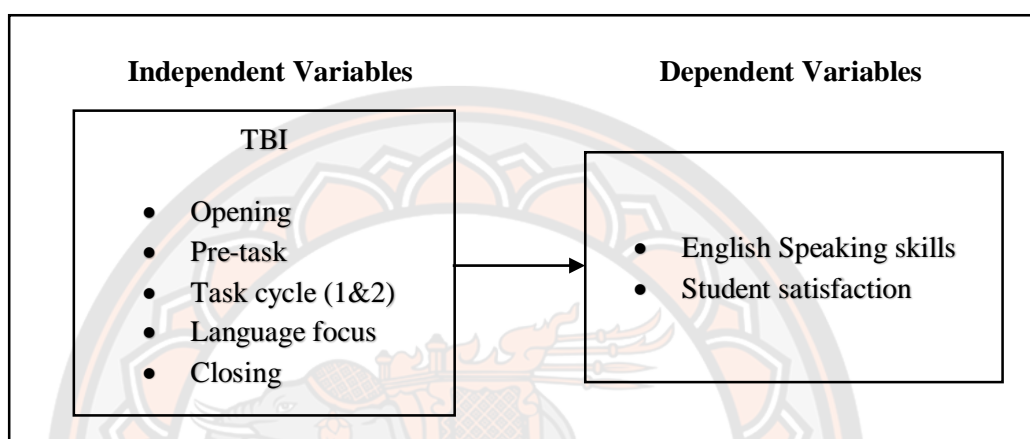 Independent Variables
TBI
• Opening
• Pre-task
• Task cycle (1&2)
• Language focus
• Closing
Dependent Variables
• English Speaking skills
• Student satisfaction